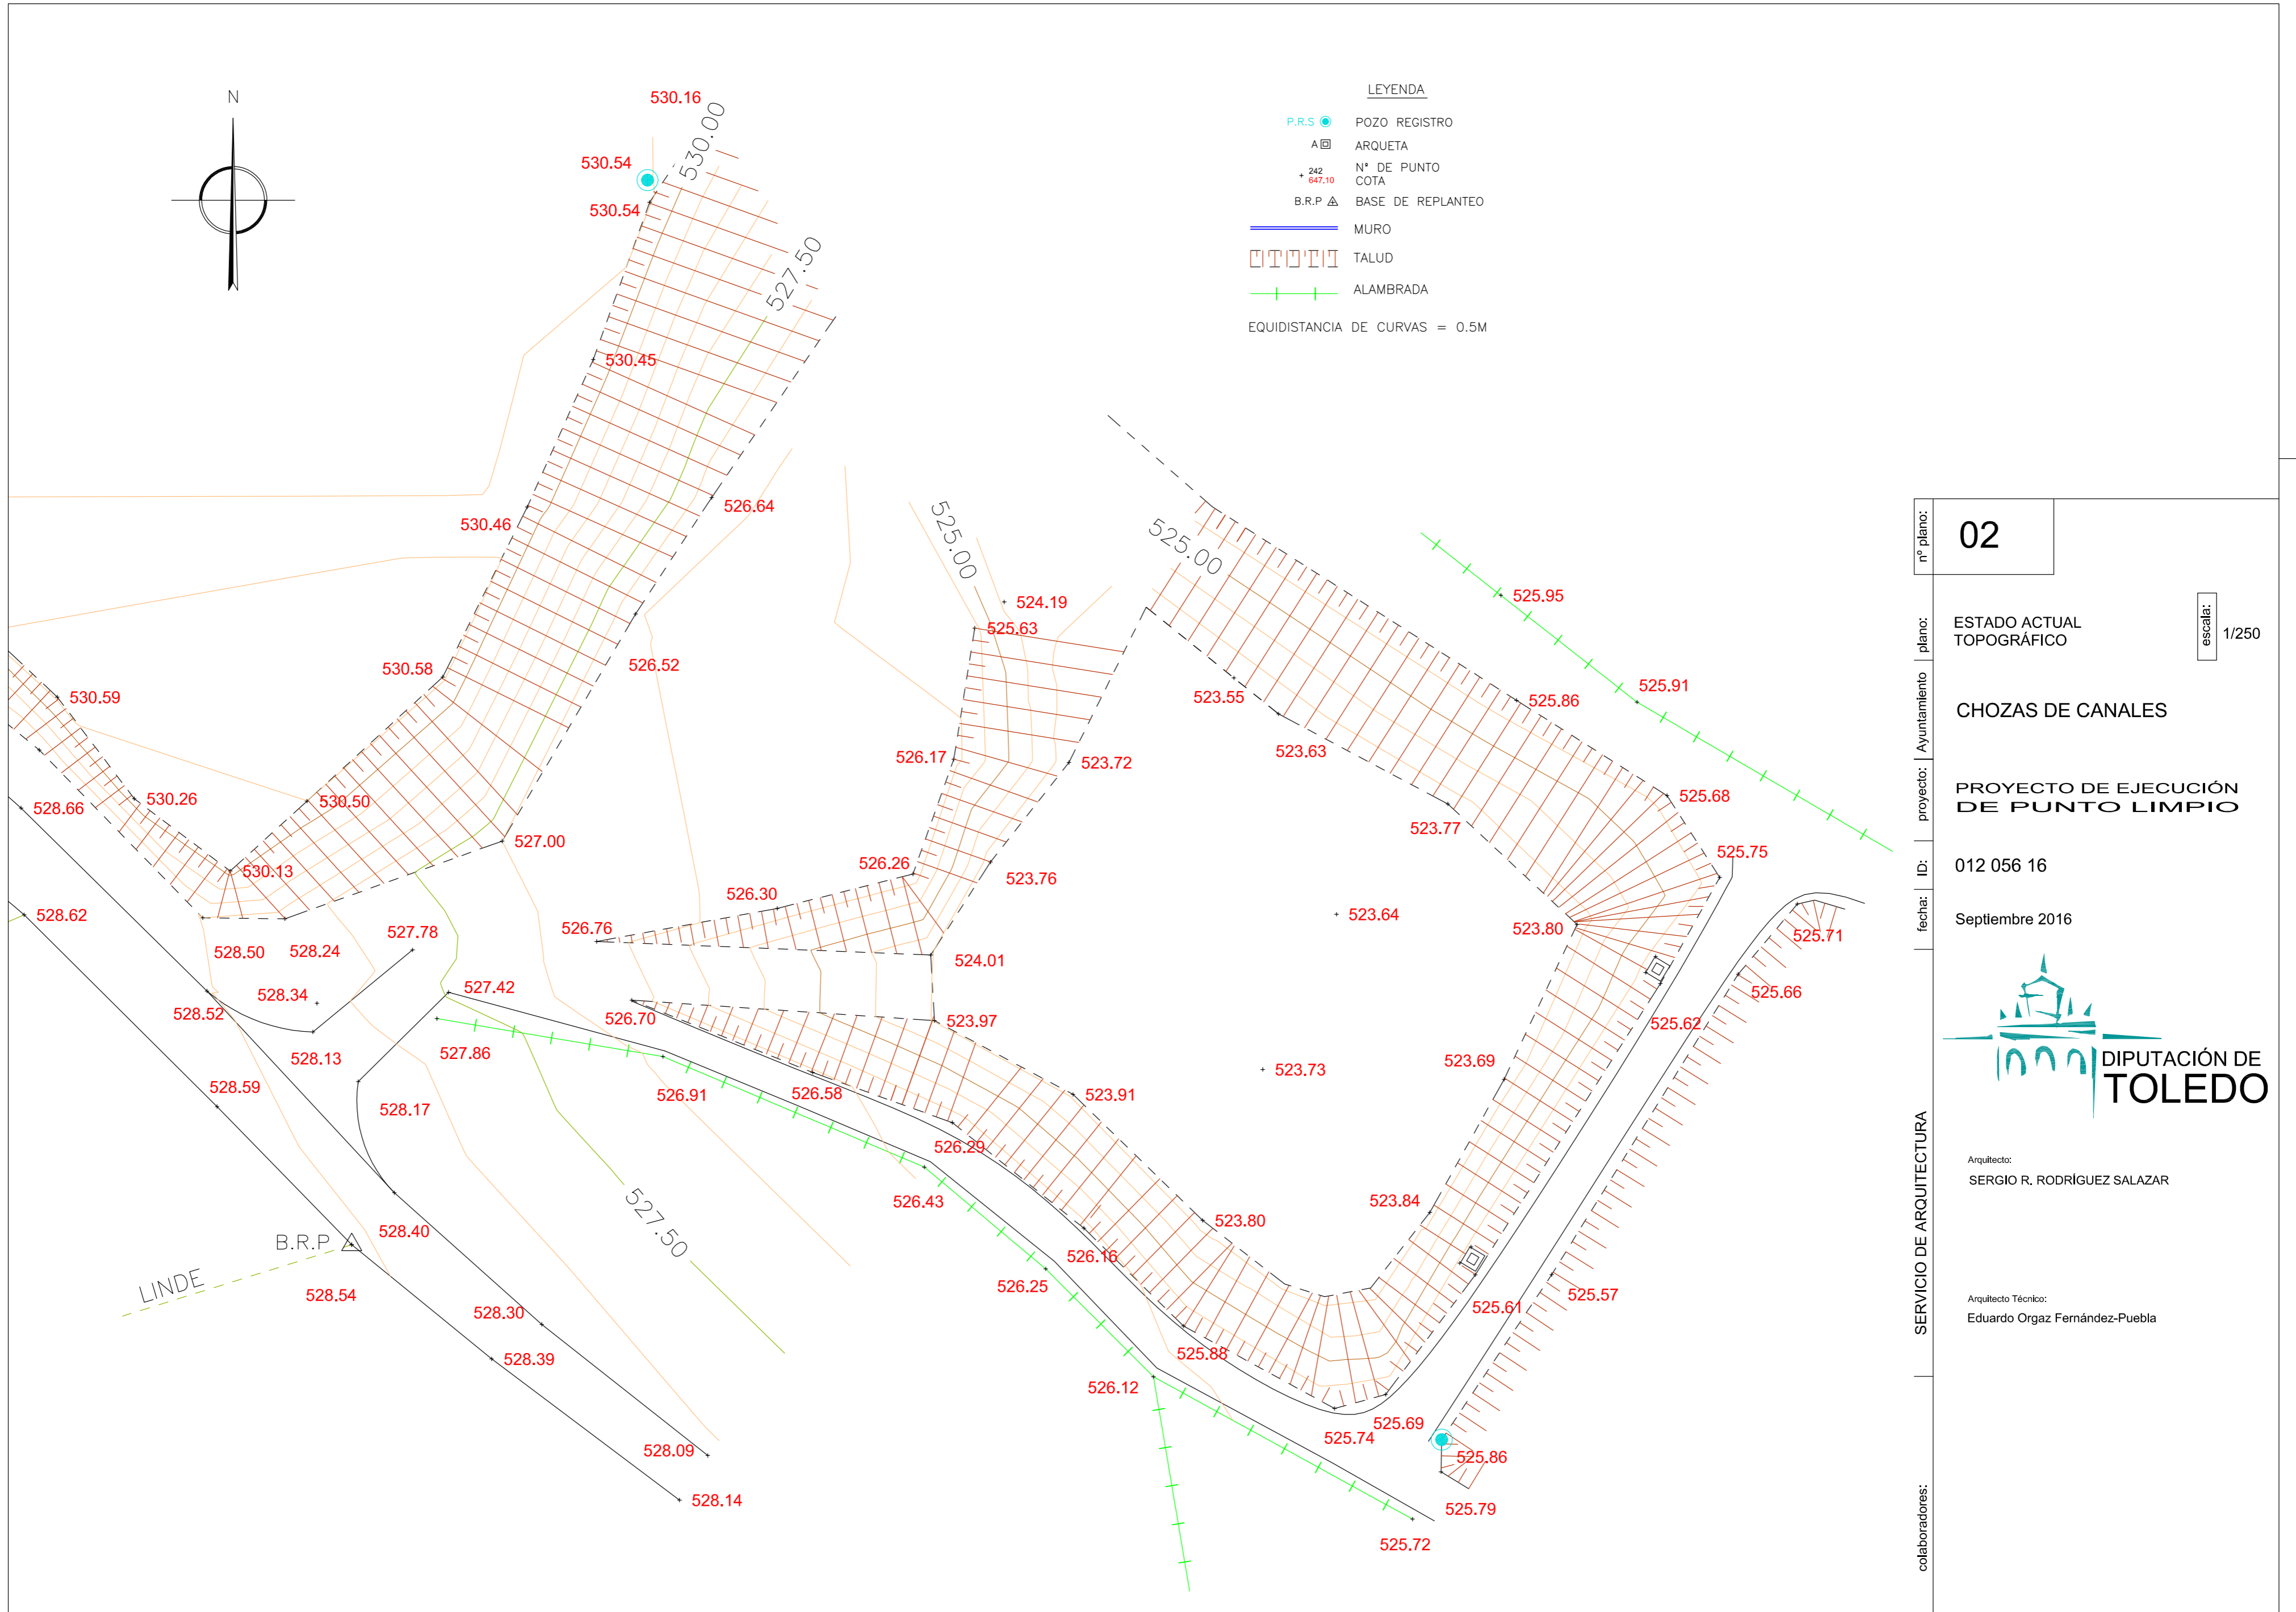 N
N
LEYENDA
P.R.S POZO REGISTRO
A ARQUETA
242 Nº DE PUNTO
647.10 COTA
B.R.P BASE DE REPLANTEO
MURO
TALUD
ALAMBRADA
EQUIDISTANCIA DE CURVAS = 0.5M
530.16
530.00
530.54
530.54
527.50
530.45
526.64
530.46
525.00
525.00
524.19
525.63
525.95
526.52
530.58
530.59
523.55
525.86
525.91
523.63
526.17
523.72
530.26
530.50
528.66
525.68
523.77
527.00
525.75
530.13
526.26
523.76
526.30
523.64
528.62
526.76
523.80
525.71
527.78
528.50
528.24
524.01
527.42
528.34
525.66
528.52
526.70
523.97
525.62
528.13
527.86
523.69
523.73
528.59
526.91
526.58
523.91
528.17
526.29
526.43
523.84
523.80
528.40
527.50
B.R.P
526.16
LINDE
528.54
526.25
525.57
528.30
525.61
528.39
525.88
526.12
525.69
525.74
528.09
525.86
528.14
525.79
525.72
nº plano:
02
plano:
ESTADO ACTUAL
TOPOGRÁFICO
escala:
1/250
Ayuntamiento
CHOZAS DE CANALES
proyecto:
PROYECTO DE EJECUCIÓN
DE PUNTO LIMPIO
ID:
012 056 16
fecha:
Septiembre 2016
DIPUTACIÓN DE
TOLEDO
SERVICIO DE ARQUITECTURA
Arquitecto:
SERGIO R. RODRÍGUEZ SALAZAR
Arquitecto Técnico:
Eduardo Orgaz Fernández-Puebla
colaboradores: